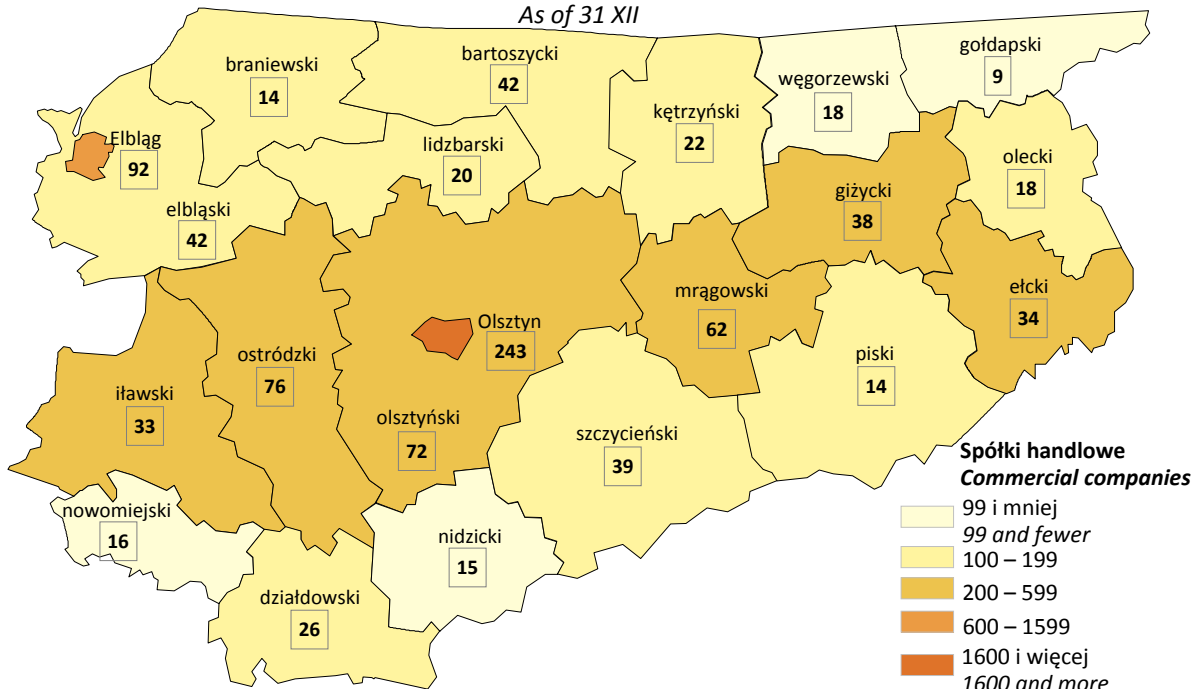 As of 31 XII
gołdapski
9
bartoszycki
42
braniewski
14
węgorzewski
18
kętrzyński
22
Elbląg
92
lidzbarski
20
olecki
18
giżycki
38
elbląski
42
ełcki
34
mrągowski
62
Olsztyn
243
ostródzki
76
piski
14
iławski
33
olsztyński
72
szczycieński
39
nowomiejski
16
nidzicki
15
działdowski
26
Spółki handlowe
Commercial companies
99 i mniej
99 and fewer
100 – 199
200 – 599
600 – 1599
1600 i więcej
1600 and more